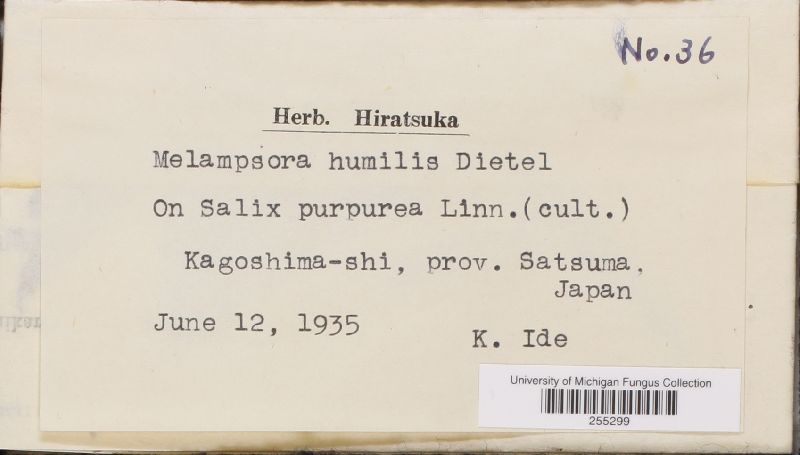 No.36
Herb. Hiratsuka
Melampsora humilis Dietel
On Salix purpurea Linn.(cult.)
Kagoshima-shi, prov. Satsuma,
Japan
June 12, 1935
K. Ide
University of Michigan Fungus Collection
255299